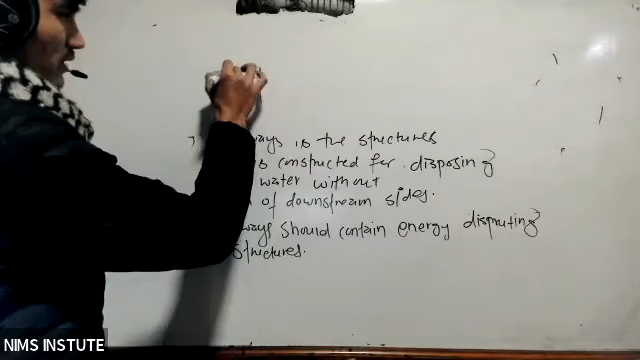 ways is the structures
is constructed for disposing
water without
of downstream sides.
ways should contain energy
structures.
NIMS INSTUTE